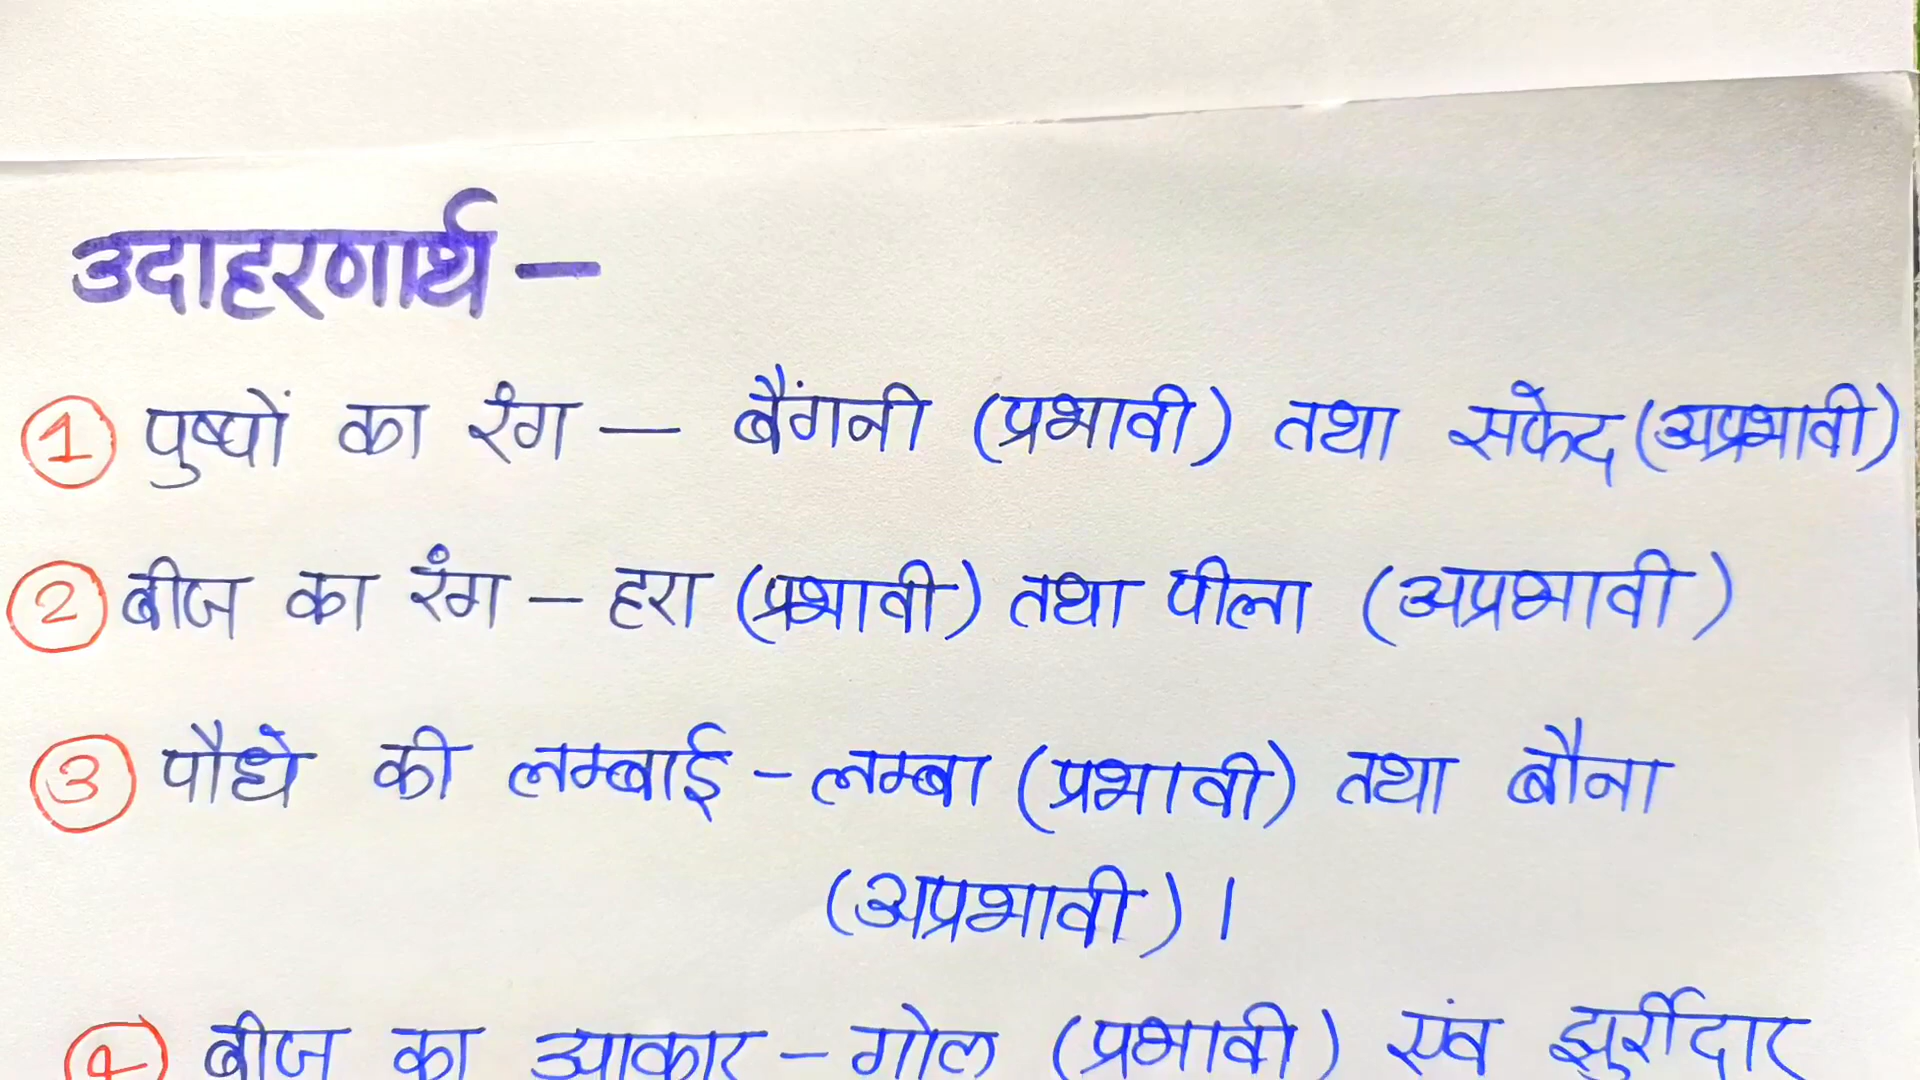 उदाहरणार्थ —
① पुष्पों का रंग — बैंगनी (प्रभावी) तथा सफेद (अप्रभावी)
② बीज का रंग — हरा (प्रभावी) तथा पीला (अप्रभावी)
③ पौधे की लम्बाई - लम्बा (प्रभावी) तथा बौना
(अप्रभावी) ।
④ बीज का आकार - गोल (प्रभावी) एंव झुर्रीदार